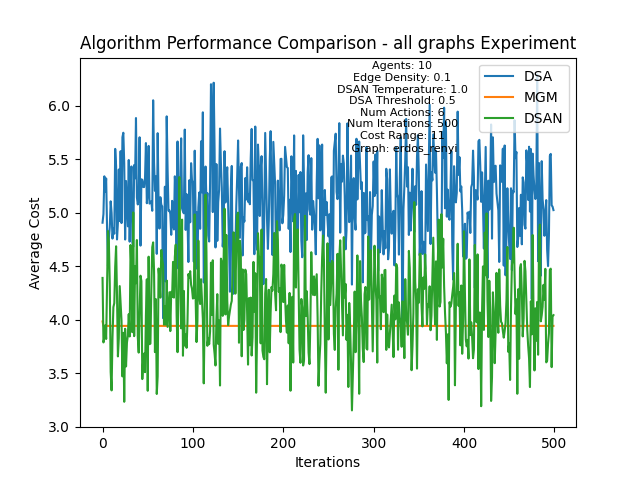 Algorithm Performance Comparison - all graphs Experiment
Agents: 10
Edge Density: 0.1
DSAN Temperature: 1.0
DSA Threshold: 0.5
Num Actions: 6
Num Iterations: 500
Cost Range: 11
Graph: erdos_renyi
DSA
MGM
DSAN
6.0
5.5
5.0
4.5
4.0
3.5
3.0
Average Cost
0
100
200
300
400
500
Iterations